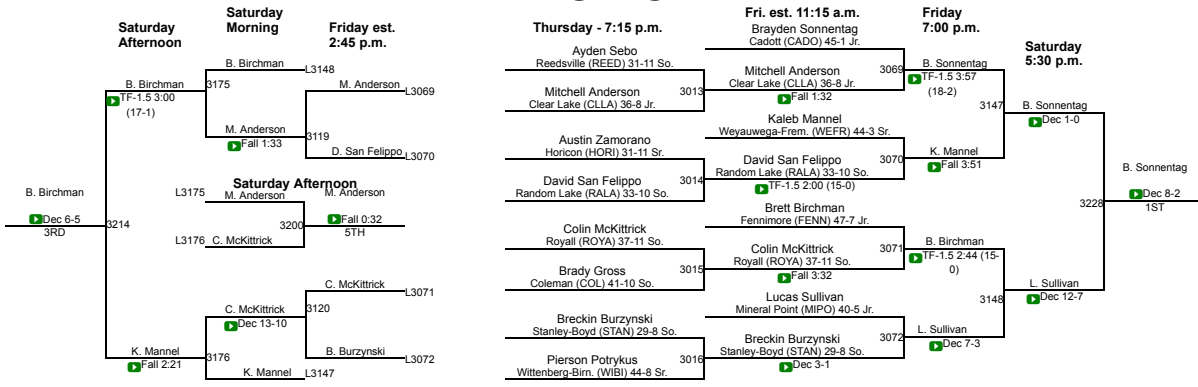 Saturday
Afternoon
Saturday
Morning
Friday est.
2:45 p.m.
B. Birchman
L3148
B. Birchman
3175
TF-1.5 3:00
(17-1)
M. Anderson
L3069
M. Anderson
3119
Fall 1:33
D. San Felippo
L3070
Saturday Afternoon
B. Birchman
L3175
M. Anderson
M. Anderson
Dec 6-5
3214
3200
Fall 0:32
3RD
5TH
L3176
C. McKittrick
C. McKittrick
L3071
C. McKittrick
3120
Dec 13-10
K. Mannel
3176
B. Burzynski
L3072
Fall 2:21
K. Mannel
L3147
Thursday - 7:15 p.m.
Fri. est. 11:15 a.m.
Friday
7:00 p.m.
Saturday
5:30 p.m.
Ayden Sebo
Reedsville (REED) 31-11 So.
3013
Mitchell Anderson
Clear Lake (CLLA) 36-8 Jr.
Austin Zamorano
Horicon (HORI) 31-11 Sr.
3014
David San Felippo
Random Lake (RALA) 33-10 So.
Colin McKittrick
Royall (ROYA) 37-11 So.
3015
Brady Gross
Coleman (COL) 41-10 So.
Breckin Burzynski
Stanley-Boyd (STAN) 29-8 So.
3016
Pierson Potrykus
Wittenberg-Birn. (WIBI) 44-8 Sr.
Brayden Sonnentag
Cadott (CADO) 45-1 Jr.
3069
Mitchell Anderson
Clear Lake (CLLA) 36-8 Jr.
Fall 1:32
Kaleb Mannel
Weyauwega-Frem. (WEFR) 44-3 Sr.
3070
David San Felippo
Random Lake (RALA) 33-10 So.
TF-1.5 2:00 (15-0)
Brett Birchman
Fennimore (FENN) 47-7 Jr.
3071
Colin McKittrick
Royall (ROYA) 37-11 So.
Fall 3:32
Lucas Sullivan
Mineral Point (MIPO) 40-5 Jr.
3072
Breckin Burzynski
Stanley-Boyd (STAN) 29-8 So.
Dec 3-1
B. Sonnentag
TF-1.5 3:57
(18-2)
3147
K. Mannel
Fall 3:51
B. Birchman
TF-1.5 2:44 (15-
0)
3148
L. Sullivan
Dec 7-3
B. Sonnentag
Dec 1-0
3228
L. Sullivan
Dec 12-7
B. Sonnentag
Dec 8-2
1ST